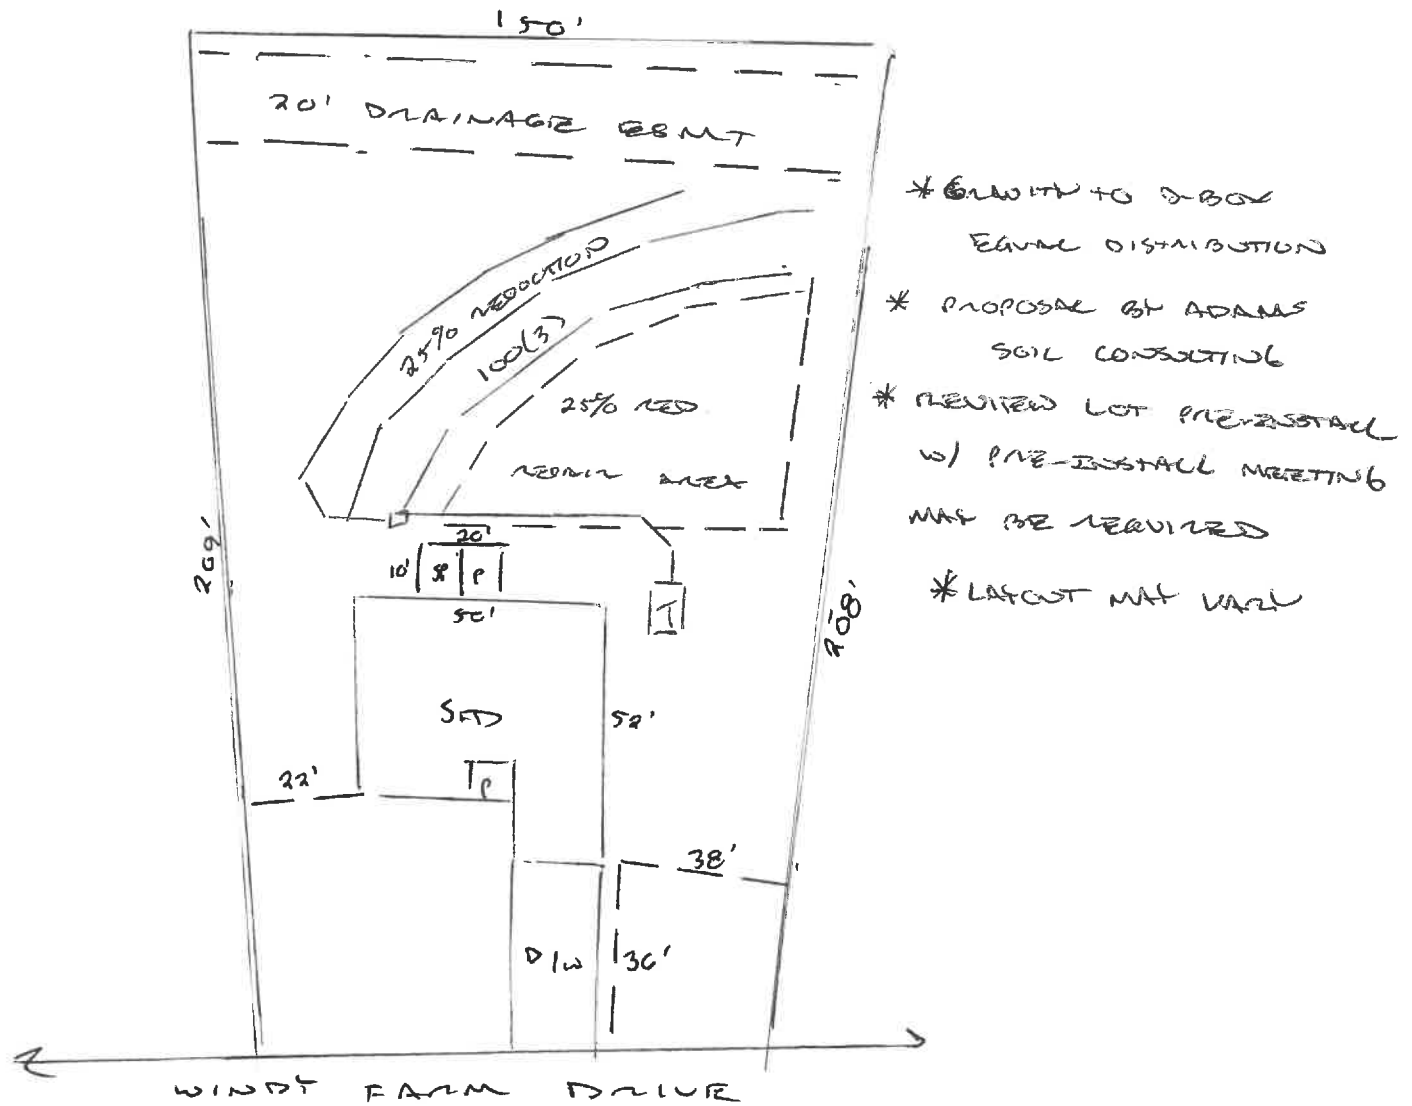 150'
20' DRAINAGE ESMT
* GRAVITY TO D-BOX
EQUAL DISTRIBUTION
* PROPOSAL BY ADAMS
SOIL CONSULTING
* REVIEW LOT PRE-INSTALL
W/ PRE-INSTALL MEETING
MAY BE REQUIRED
* LAYOUT MAY VARY
25% REDUCTION
100(3)
25% RED
REPAIR AREA
209'
208'
20'
10'
SP
P
50'
T
SFD
52'
22'
P
38'
D/W
36'
WINDY FARM DRIVE